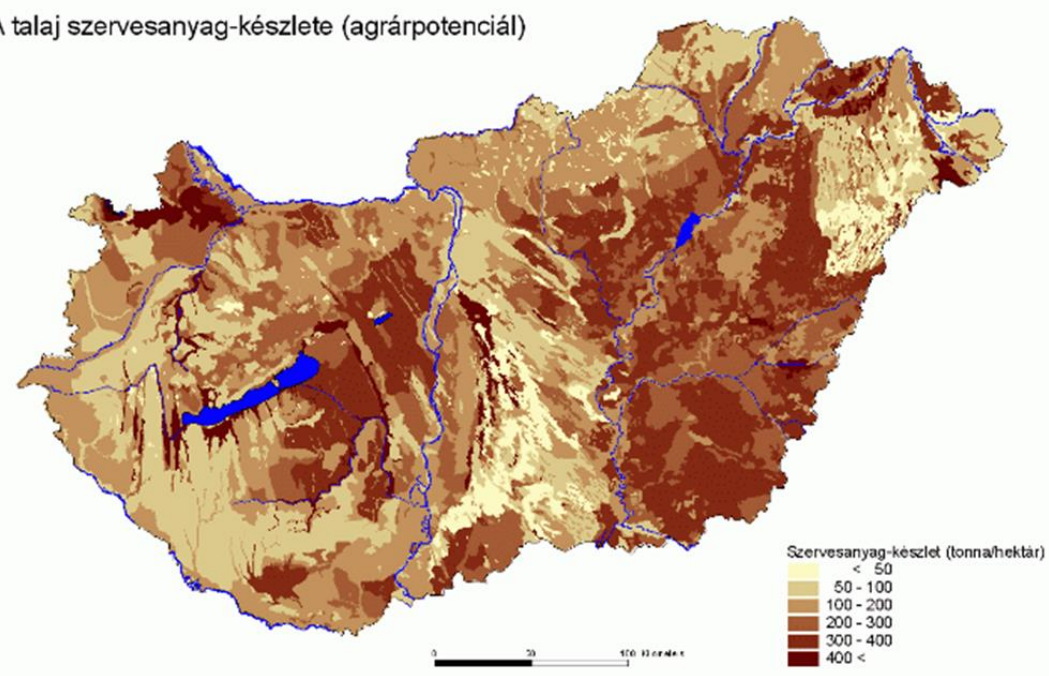 A talaj szervesanyag-készlete (agrárpotenciál)
Szervesanyag-készlet (tonna/hektár)
< 50
50 - 100
100 - 200
200 - 300
300 - 400
400 <
0 50 100